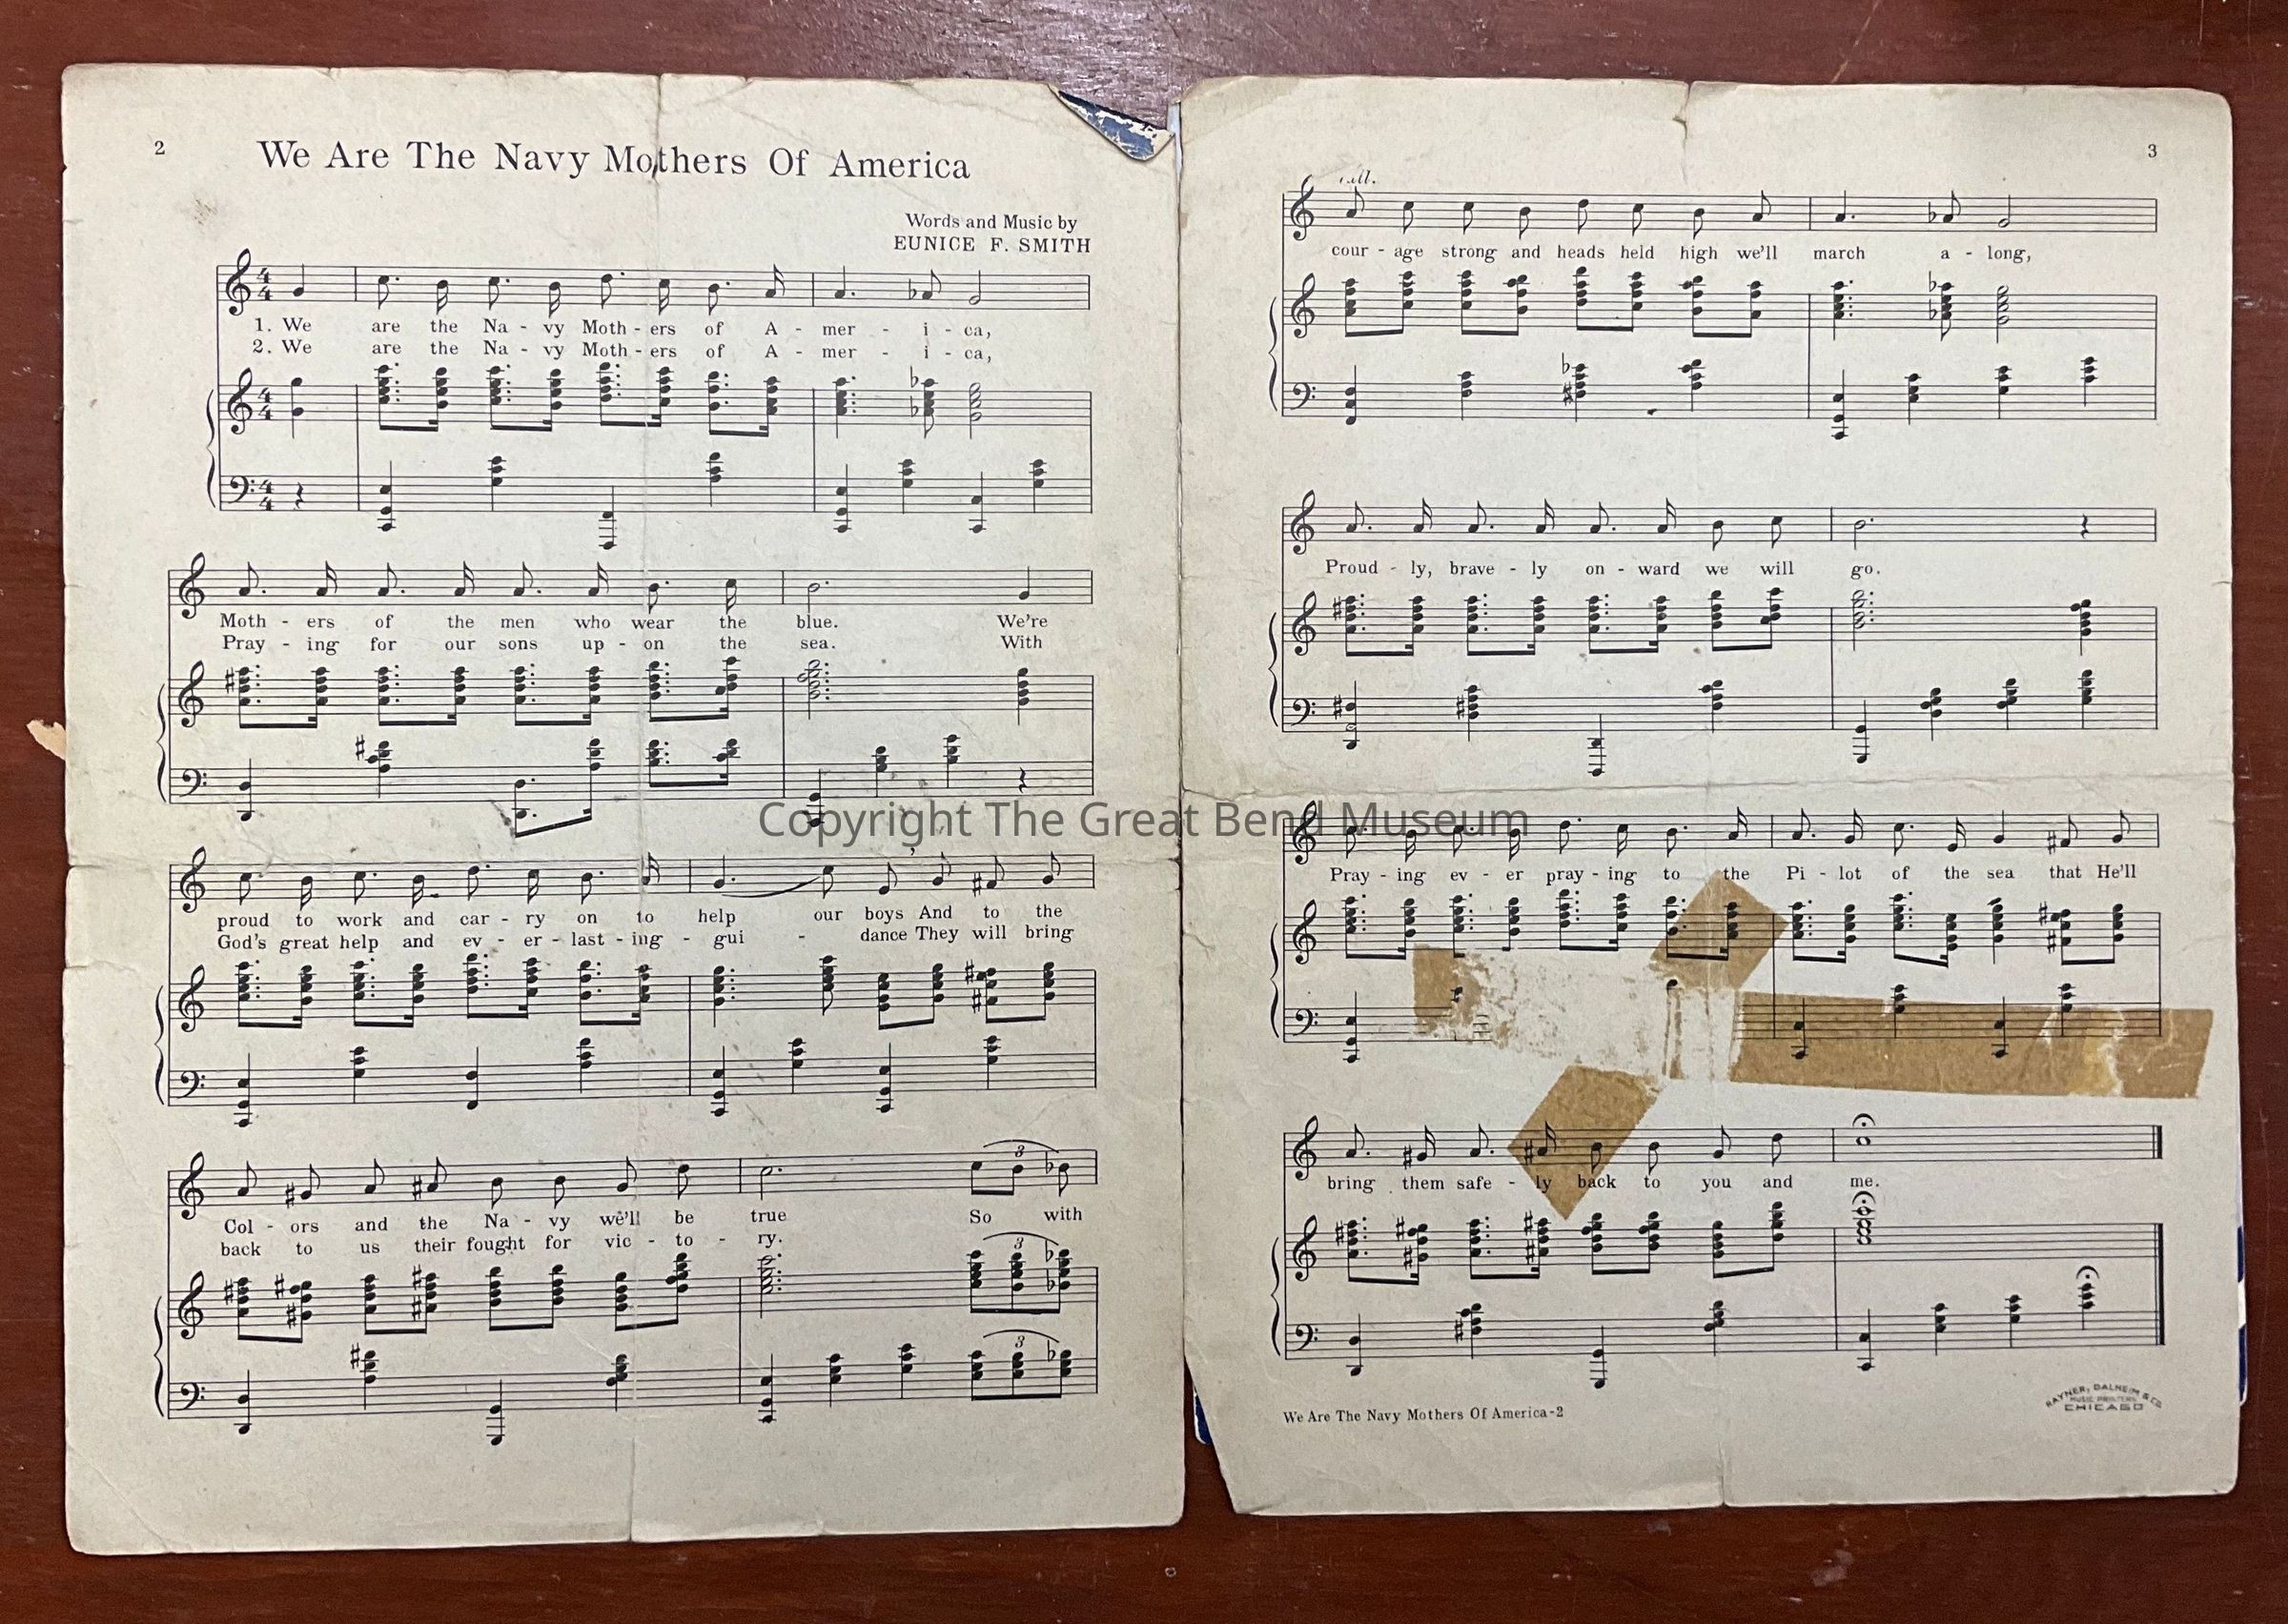 2
We Are The Navy Mothers Of America
Words and Music by
EUNICE F. SMITH
1. We are the Na - vy Moth - ers of A - mer - i - ca,
2. We are the Na - vy Moth - ers of A - mer - i - ca,
Moth - ers of the men who wear the blue. We're
Pray - ing for our sons up - on the sea. With
proud to work and car - ry on to help our boys And to the
God's great help and ev - er - last - ing - gui - dance They will bring
Col - ors and the Na - vy we'll be true So with
back to us their fought for vic - to - ry.
3
3
3
3
cour - age strong and heads held high we'll march a - long,
Proud - ly, brave - ly on - ward we will go.
Pray - ing ev - er pray - ing to the Pi - lot of the sea that He'll
bring them safe - ly back to you and me.
We Are The Navy Mothers Of America-2
RAYNER, DALHEIM & CO.
MUSIC PRINTERS
CHICAGO
Copyright The Great Bend Museum